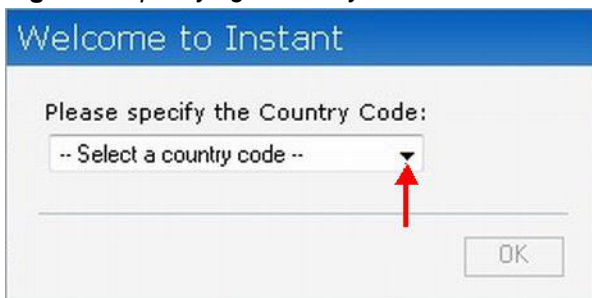 Welcome to Instant
Please specify the Country Code:
-- Select a country code --
OK